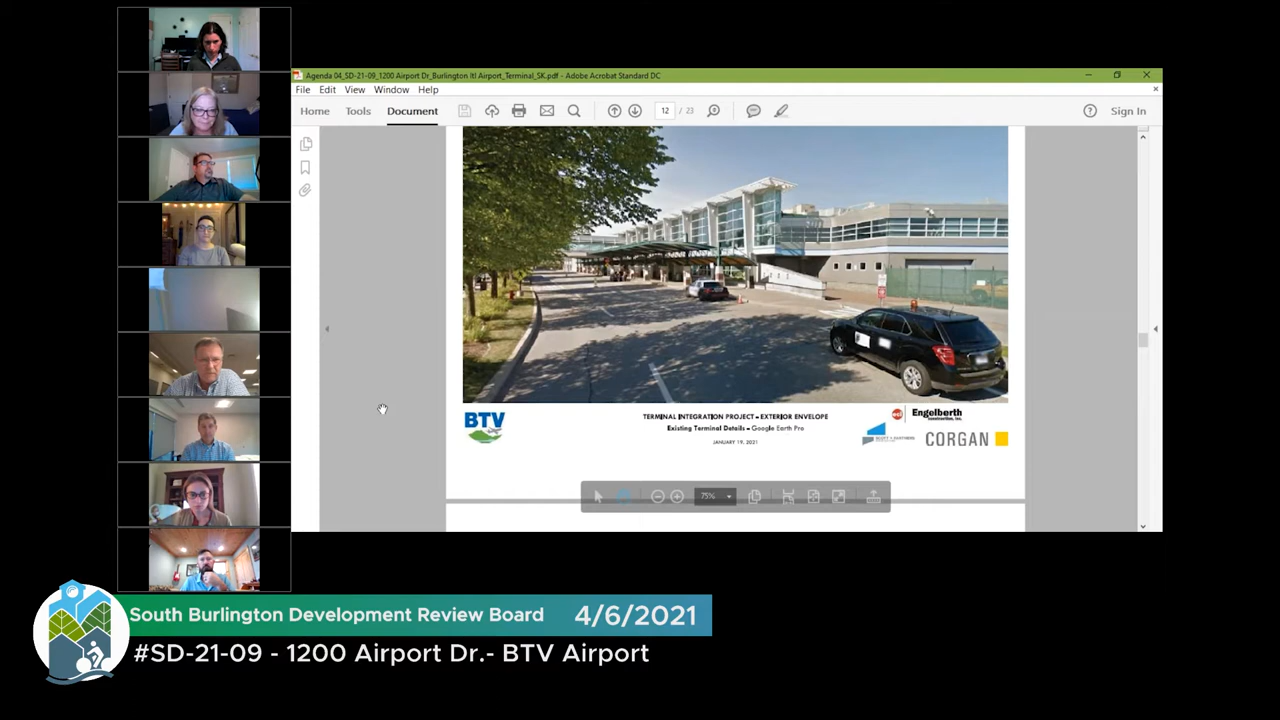 Agenda 04_SD-21-09_1200 Airport Dr_Burlington Itl Airport_Terminal_SK.pdf - Adobe Acrobat Standard DC
File Edit View Window Help
Home Tools Document 12 / 23 Sign In
BTV
TERMINAL INTEGRATION PROJECT – EXTERIOR ENVELOPE
Existing Terminal Details – Google Earth Pro
JANUARY 19, 2021
Engelberth
construction, inc.
CORGAN
75%
South Burlington Development Review Board 4/6/2021
#SD-21-09 - 1200 Airport Dr.- BTV Airport